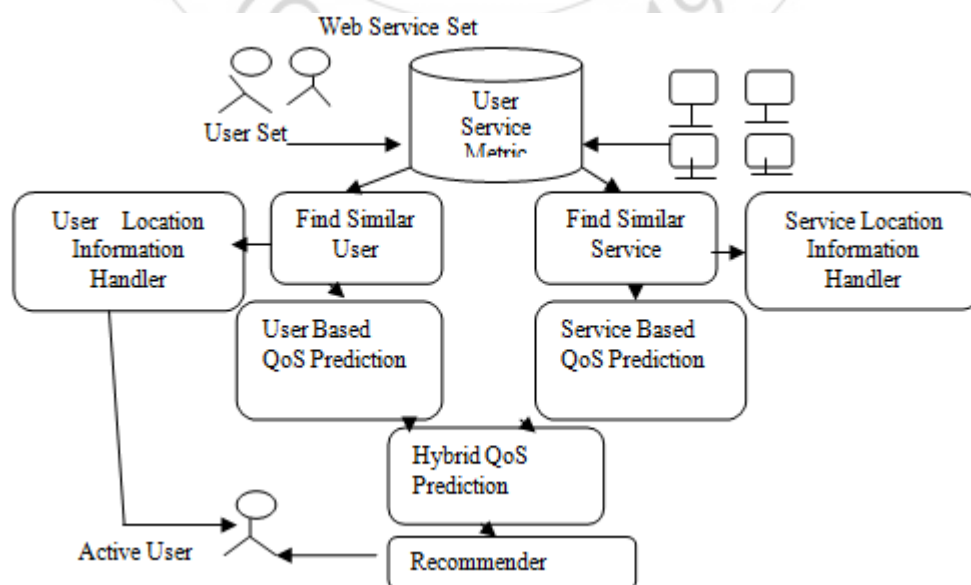 Web Service Set
User
Service
Metric
User Set
User Location
Information
Handler
Find Similar
User
Find Similar
Service
Service Location
Information
Handler
User Based
QoS Prediction
Service Based
QoS Prediction
Hybrid QoS
Prediction
Active User
Recommender